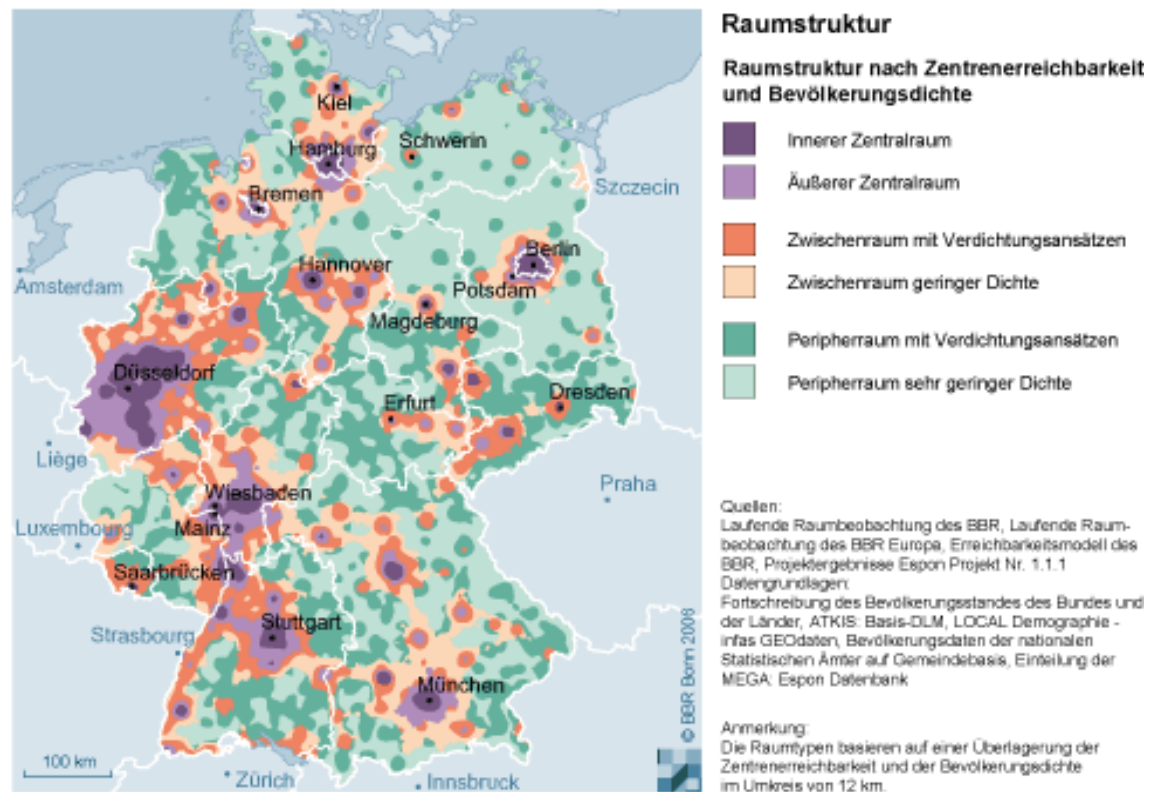 Raumstruktur
Raumstruktur nach Zentrenerreichbarkeit
und Bevölkerungsdichte
Innerer Zentralraum
Äußerer Zentralraum
Zwischenraum mit Verdichtungsansätzen
Zwischenraum geringer Dichte
Peripherraum mit Verdichtungsansätzen
Peripherraum sehr geringer Dichte
Quellen:
Laufende Raumbeobachtung des BBR, Laufende Raum-
beobachtung des BBR Europa, Erreichbarkeitsmodell des
BBR, Projektergebnisse Espon Projekt Nr. 1.1.1
Datengrundlagen:
Fortschreibung des Bevölkerungsstandes des Bundes und
der Länder, ATKIS: Basis-DLM, LOCAL Demographie -
infas GEOdaten, Bevölkerungsdaten der nationalen
Statistischen Ämter auf Gemeindebasis, Einteilung der
MEGA: Espon Datenbank
Anmerkung:
Die Raumtypen basieren auf einer Überlagerung der
Zentrenerreichbarkeit und der Bevölkerungsdichte
im Umkreis von 12 km.
Kiel
Schwerin
Hamburg
Szczecin
Bremen
Berlin
Hannover
Amsterdam
Potsdam
Magdeburg
Düsseldorf
Dresden
Erfurt
Liège
Praha
Wiesbaden
Luxembourg
Mainz
Saarbrücken
Stuttgart
Strasbourg
München
100 km
Zürich
Innsbruck
© BBR Bonn 2006